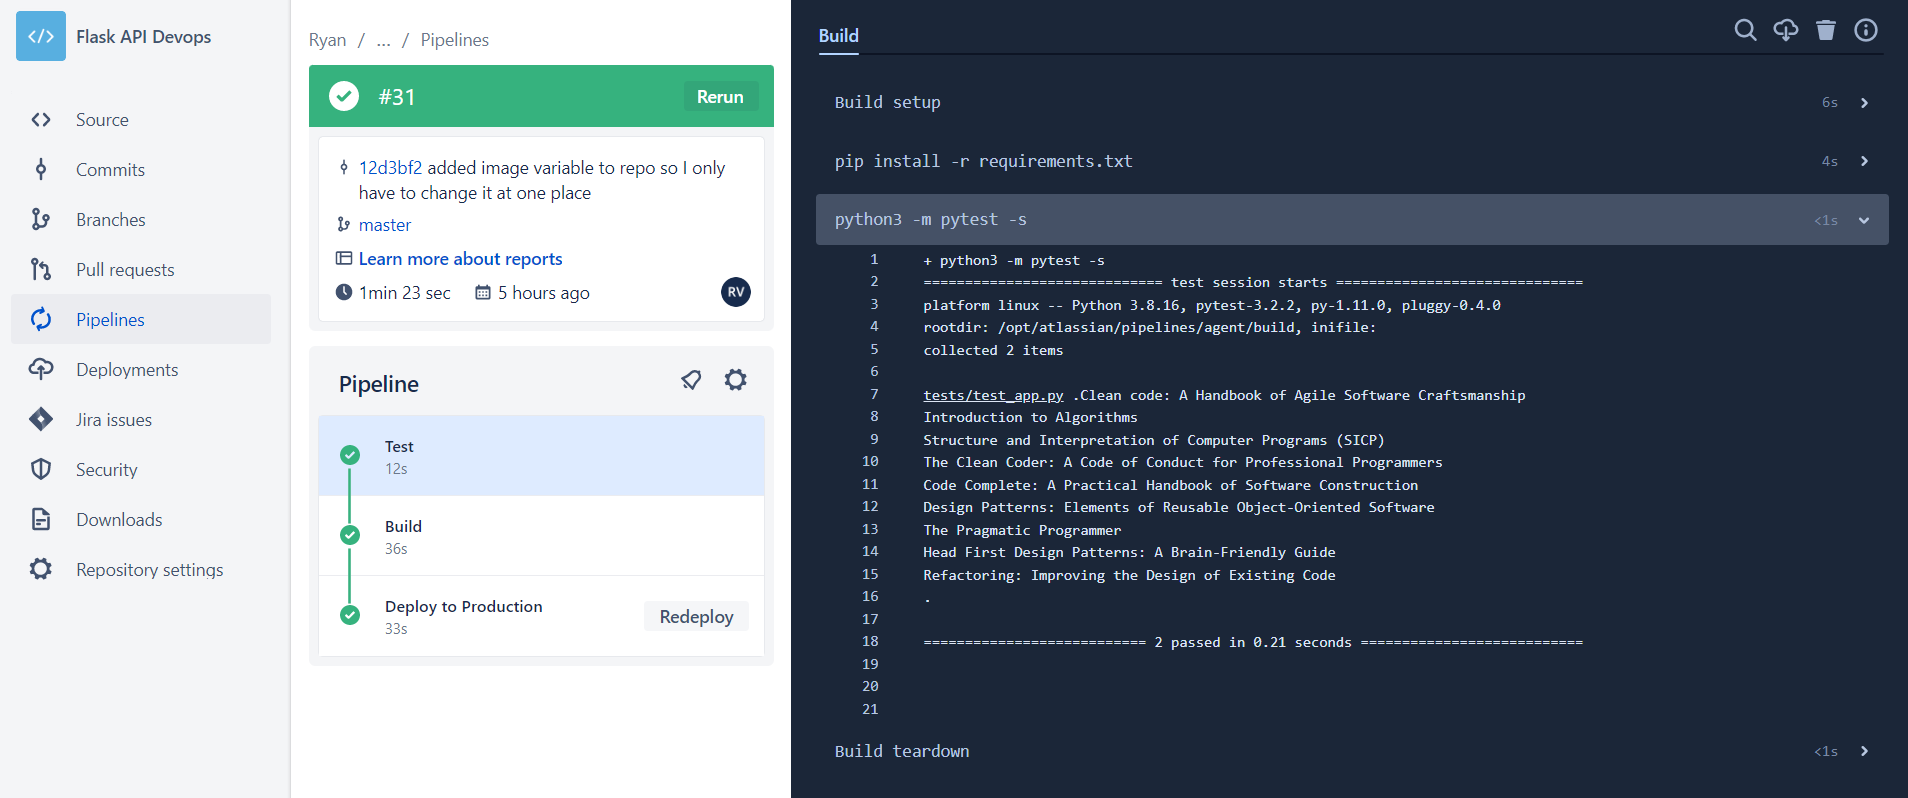 Flask API Devops
Source
Commits
Branches
Pull requests
Pipelines
Deployments
Jira issues
Security
Downloads
Repository settings
Ryan / ... / Pipelines
#31
Rerun
12d3bf2 added image variable to repo so I only
have to change it at one place
master
Learn more about reports
1min 23 sec 5 hours ago RV
Pipeline
Test
12s
Build
36s
Deploy to Production
33s
Redeploy
Build
Build setup 6s
pip install -r requirements.txt 4s
python3 -m pytest -s <1s
1 + python3 -m pytest -s
2 ============================= test session starts ==============================
3 platform linux -- Python 3.8.16, pytest-3.2.2, py-1.11.0, pluggy-0.4.0
4 rootdir: /opt/atlassian/pipelines/agent/build, inifile:
5 collected 2 items
6
7 tests/test_app.py .Clean code: A Handbook of Agile Software Craftsmanship
8 Introduction to Algorithms
9 Structure and Interpretation of Computer Programs (SICP)
10 The Clean Coder: A Code of Conduct for Professional Programmers
11 Code Complete: A Practical Handbook of Software Construction
12 Design Patterns: Elements of Reusable Object-Oriented Software
13 The Pragmatic Programmer
14 Head First Design Patterns: A Brain-Friendly Guide
15 Refactoring: Improving the Design of Existing Code
16 .
17
18 =========================== 2 passed in 0.21 seconds ===========================
19
20
21
Build teardown <1s